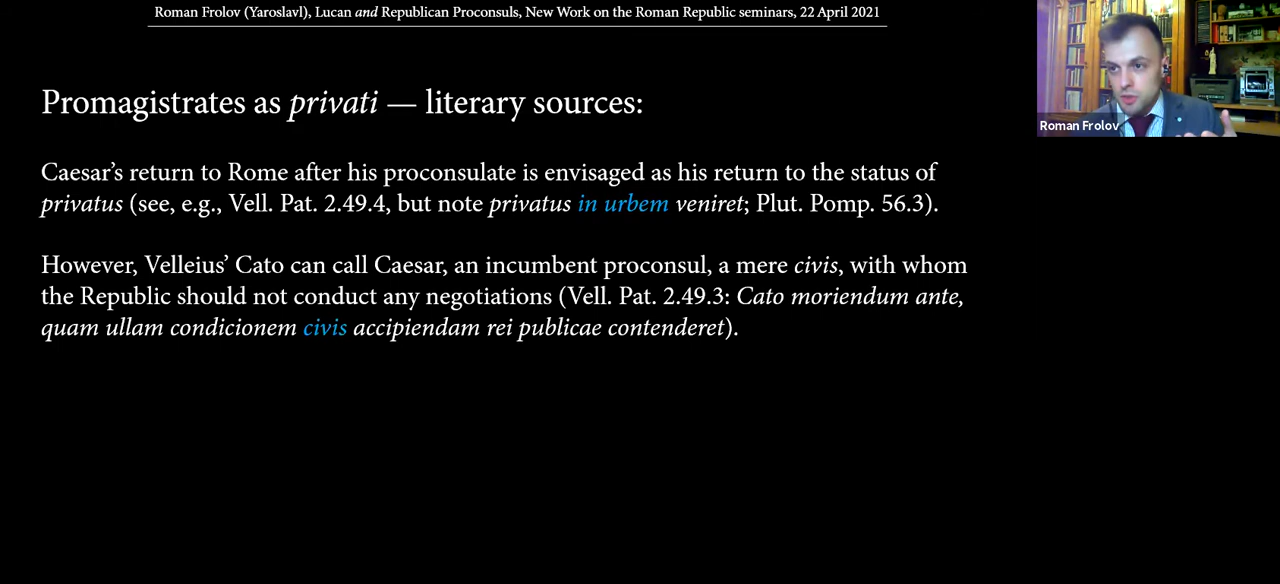 Roman Frolov (Yaroslavl), Lucan and Republican Proconsuls, New Work on the Roman Republic seminars, 22 April 2021
Promagistrates as privati — literary sources:
Caesar’s return to Rome after his proconsulate is envisaged as his return to the status of
privatus (see, e.g., Vell. Pat. 2.49.4, but note privatus in urbem veniret; Plut. Pomp. 56.3).
However, Velleius’ Cato can call Caesar, an incumbent proconsul, a mere civis, with whom
the Republic should not conduct any negotiations (Vell. Pat. 2.49.3: Cato moriendum ante,
quam ullam condicionem civis accipiendam rei publicae contenderet).
Roman Frolov